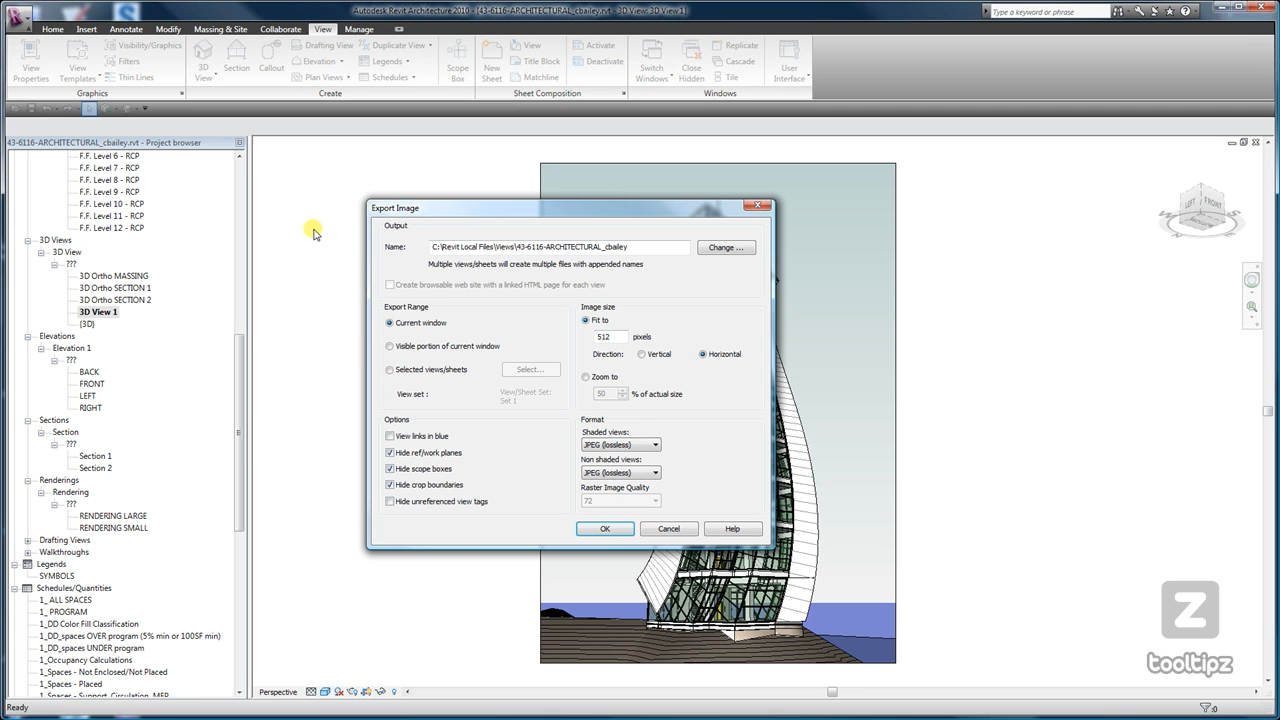 Autodesk Revit Architecture 2010 - [43-6116-ARCHITECTURAL_cbailey.rvt - 3D View: 3D View 1]
Type a keyword or phrase
Home Insert Annotate Modify Massing & Site Collaborate View Manage
View Properties
View Templates
Visibility/Graphics
Filters
Thin Lines
3D View
Section
Callout
Drafting View
Elevation
Plan Views
Duplicate View
Legends
Schedules
Scope Box
New Sheet
View
Title Block
Matchline
Activate
Deactivate
Switch Windows
Close Hidden
Replicate
Cascade
Tile
User Interface
Graphics Create Sheet Composition Windows
43-6116-ARCHITECTURAL_cbailey.rvt - Project browser
F.F. Level 6 - RCP
F.F. Level 7 - RCP
F.F. Level 8 - RCP
F.F. Level 9 - RCP
F.F. Level 10 - RCP
F.F. Level 11 - RCP
F.F. Level 12 - RCP
3D Views
3D View
???
3D Ortho MASSING
3D Ortho SECTION 1
3D Ortho SECTION 2
3D View 1
{3D}
Elevations
Elevation 1
???
BACK
FRONT
LEFT
RIGHT
Sections
Section
???
Section 1
Section 2
Renderings
Rendering
???
RENDERING LARGE
RENDERING SMALL
Drafting Views
Walkthroughs
Legends
SYMBOLS
Schedules/Quantities
1_ ALL SPACES
1_ PROGRAM
1_DD Color Fill Classification
1_DD_spaces OVER program (5% min or 100SF min)
1_DD_spaces UNDER program
1_Occupancy Calculations
1_Spaces - Not Enclosed/Not Placed
1_Spaces - Placed
1_Spaces - Support, Circulation, MEP
Export Image
Output
Name: C:\Revit Local Files\Views\43-6116-ARCHITECTURAL_cbailey Change ...
Multiple views/sheets will create multiple files with appended names
Create browsable web site with a linked HTML page for each view
Export Range
Current window
Visible portion of current window
Selected views/sheets Select...
View set : View/Sheet Set:
Set 1
Image size
Fit to
512 pixels
Direction: Vertical Horizontal
Zoom to
50 % of actual size
Options
View links in blue
Hide ref/work planes
Hide scope boxes
Hide crop boundaries
Hide unreferenced view tags
Format
Shaded views:
JPEG (lossless)
Non shaded views:
JPEG (lossless)
Raster Image Quality
72
OK Cancel Help
LEFT FRONT
Z
tooltipz
Perspective
Ready
:0